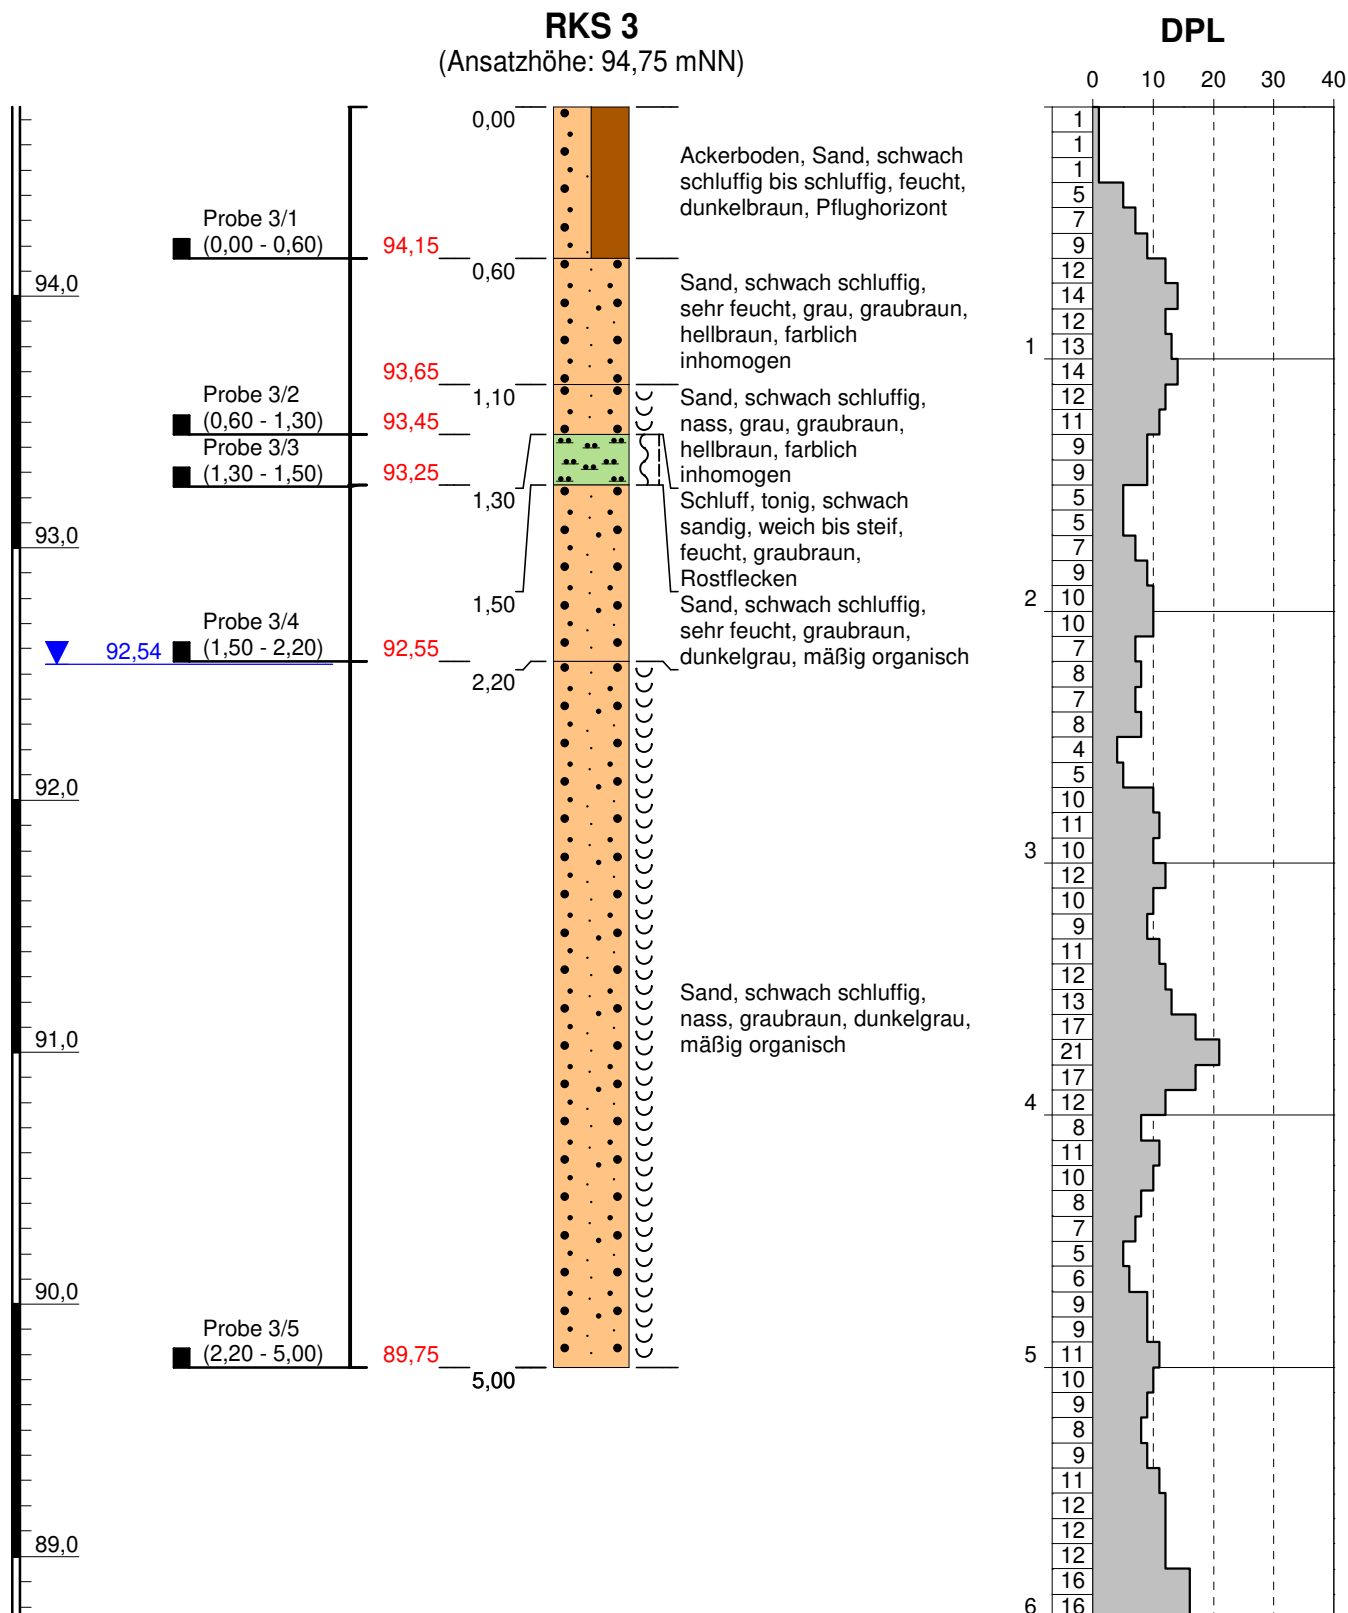 RKS 3
(Ansatzhöhe: 94,75 mNN)
DPL
0 10 20 30 40
94,0
93,0
92,0
91,0
90,0
89,0
92,54
Probe 3/1
(0,00 - 0,60)
Probe 3/2
(0,60 - 1,30)
Probe 3/3
(1,30 - 1,50)
Probe 3/4
(1,50 - 2,20)
Probe 3/5
(2,20 - 5,00)
94,15
93,65
93,45
93,25
92,55
89,75
0,00
0,60
1,10
1,30
1,50
2,20
5,00
Ackerboden, Sand, schwach
schluffig bis schluffig, feucht,
dunkelbraun, Pflughorizont
Sand, schwach schluffig,
sehr feucht, grau, graubraun,
hellbraun, farblich
inhomogen
Sand, schwach schluffig,
nass, grau, graubraun,
hellbraun, farblich
inhomogen
Schluff, tonig, schwach
sandig, weich bis steif,
feucht, graubraun,
Rostflecken
Sand, schwach schluffig,
sehr feucht, graubraun,
dunkelgrau, mäßig organisch
Sand, schwach schluffig,
nass, graubraun, dunkelgrau,
mäßig organisch
1
1
1
5
7
9
12
14
12
1 13
14
12
11
9
9
5
5
7
9
2 10
10
7
8
7
8
4
5
10
11
3 10
12
10
9
11
12
13
17
21
17
4 12
8
11
10
8
7
5
6
9
9
5 11
10
9
8
9
11
12
12
12
16
6 16